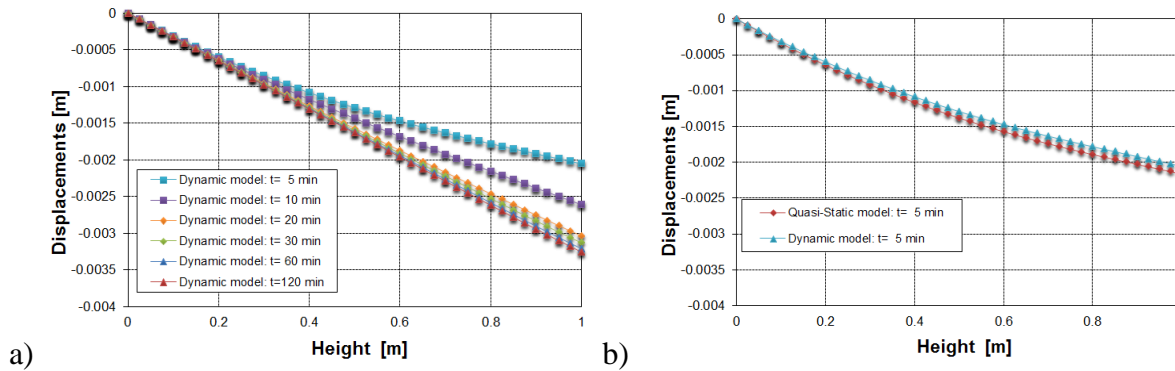 0
-0.0005
-0.001
-0.0015
-0.002
-0.0025
-0.003
-0.0035
-0.004
Displacements [m]
Dynamic model: t= 5 min
Dynamic model: t= 10 min
Dynamic model: t= 20 min
Dynamic model: t= 30 min
Dynamic model: t= 60 min
Dynamic model: t=120 min
0 0.2 0.4 0.6 0.8 1
Height [m]
a)
0
-0.0005
-0.001
-0.0015
-0.002
-0.0025
-0.003
-0.0035
-0.004
Displacements [m]
Quasi-Static model: t= 5 min
Dynamic model: t= 5 min
0 0.2 0.4 0.6 0.8
Height [m]
b)